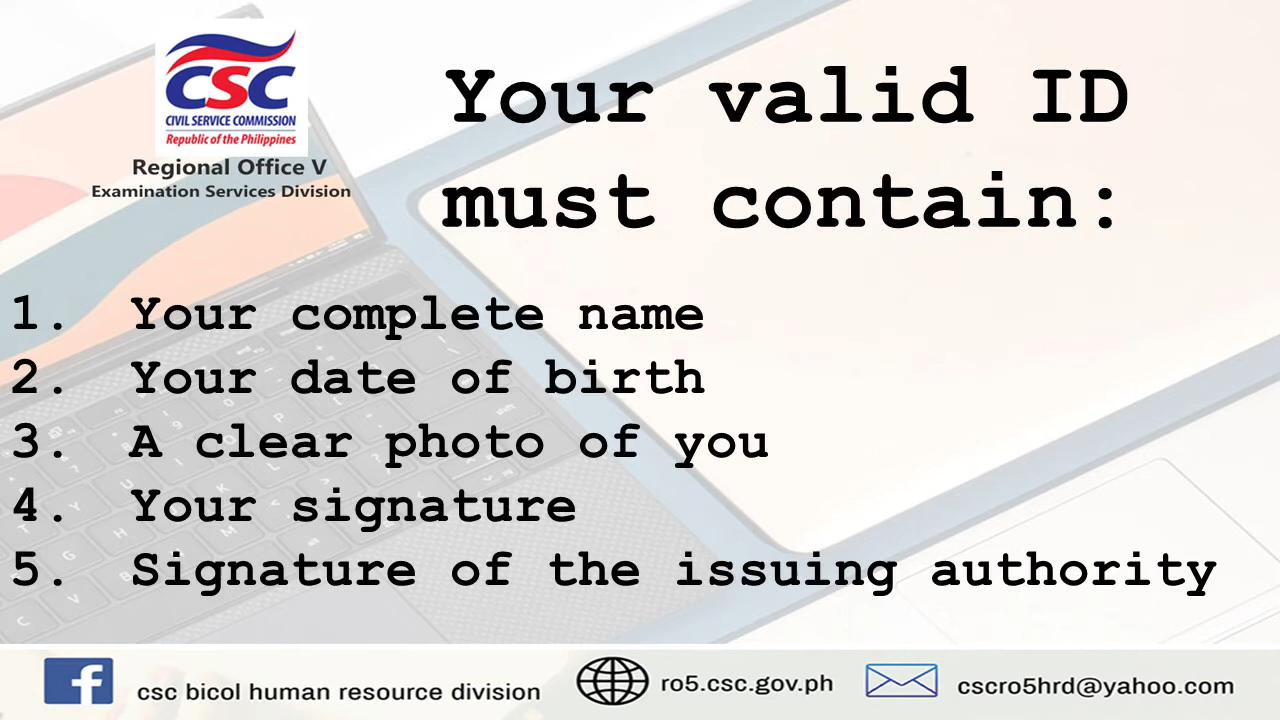 CSC
CIVIL SERVICE COMMISSION
Republic of the Philippines
Regional Office V
Examination Services Division
Your valid ID
must contain:
1. Your complete name
2. Your date of birth
3. A clear photo of you
4. Your signature
5. Signature of the issuing authority
f csc bicol human resource division ro5.csc.gov.ph cscro5hrd@yahoo.com